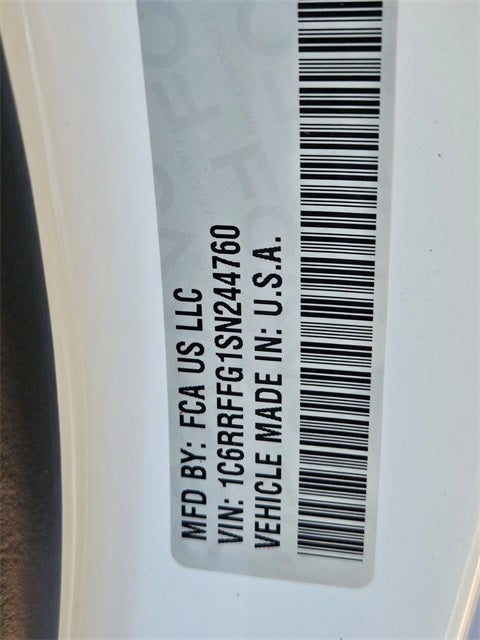 MFD BY: FCA US LLC
VIN: 1C6RRFFG1SN244760
VEHICLE MADE IN: U.S.A.